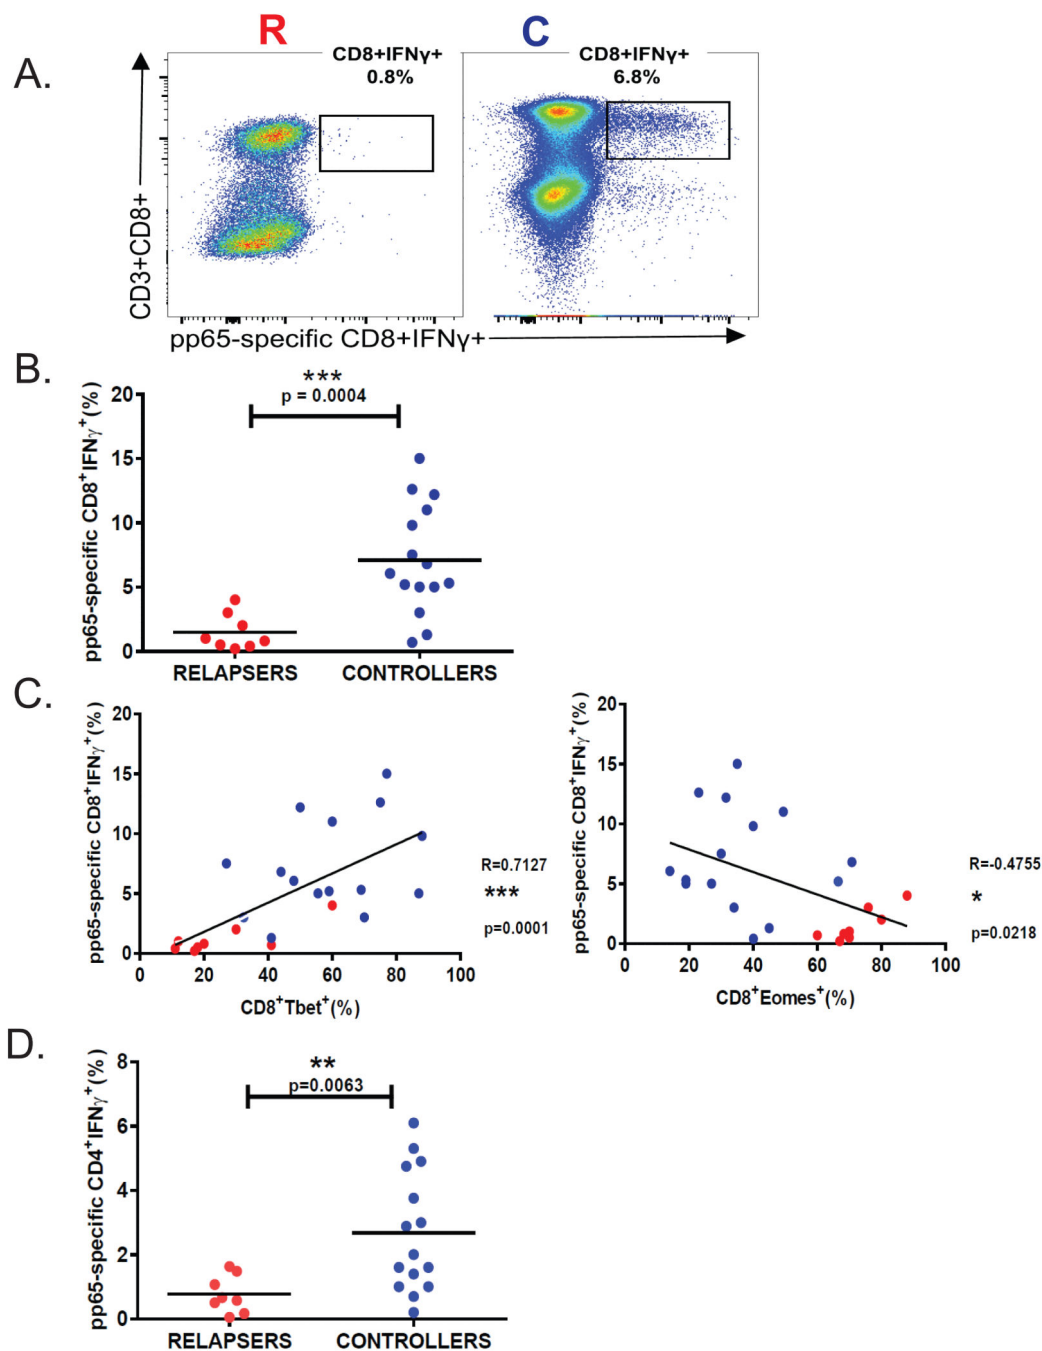 A.
R
C
CD8+IFNγ+
0.8%
CD8+IFNγ+
6.8%
CD3+CD8+
pp65-specific CD8+IFNγ+
B.
***
p = 0.0004
pp65-specific CD8+IFNγ+(%)
20
15
10
5
0
RELAPSERS
CONTROLLERS
C.
pp65-specific CD8+IFNγ+(%)
20
15
10
5
0
0
20
40
60
80
100
CD8+Tbet+(%)
R=0.7127
***
p=0.0001
pp65-specific CD8+IFNγ+(%)
20
15
10
5
0
0
20
40
60
80
100
CD8+Eomes+(%)
R=-0.4755
*
p=0.0218
D.
**
p=0.0063
pp65-specific CD4+IFNγ+(%)
8
6
4
2
0
RELAPSERS
CONTROLLERS